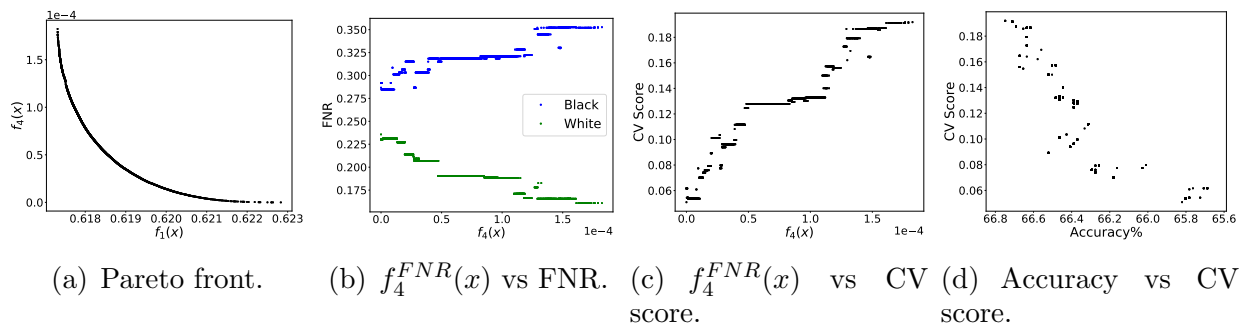 1e−4
1.5
1.0
0.5
0.0
f₄(x)
0.618 0.619 0.620 0.621 0.622 0.623
f₁(x)
0.350
0.325
0.300
0.275
0.250
0.225
0.200
0.175
FNR
Black
White
0.0 0.5 1.0 1.5
1e−4
f₄(x)
0.18
0.16
0.14
0.12
0.10
0.08
0.06
CV Score
0.0 0.5 1.0 1.5
1e−4
f₄(x)
0.18
0.16
0.14
0.12
0.10
0.08
0.06
CV Score
66.8 66.6 66.4 66.2 66.0 65.8 65.6
Accuracy%
(a) Pareto front.
(b) f₄^{FNR}(x) vs FNR.
(c) f₄^{FNR}(x) vs CV
score.
(d) Accuracy vs CV
score.